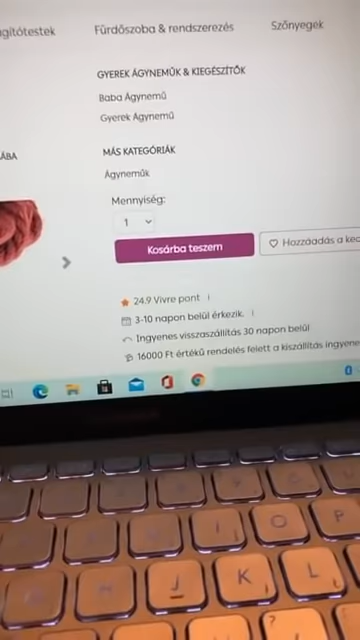 Fürdőszoba & rendszerezés
Szőnyegek
GYEREK ÁGYNEMŰK & KIEGÉSZÍTŐK
Baba Ágynemű
Gyerek Ágynemű
MÁS KATEGÓRIÁK
Ágyneműk
Mennyiség:
1
Kosárba teszem
Hozzáadás a
24.9 Vivre pont
3-10 napon belül érkezik.
Ingyenes visszaszállítás 30 napon belül
16000 Ft értékű rendelés felett a kiszállítás ingyene
I
O
P
J
K
L
?